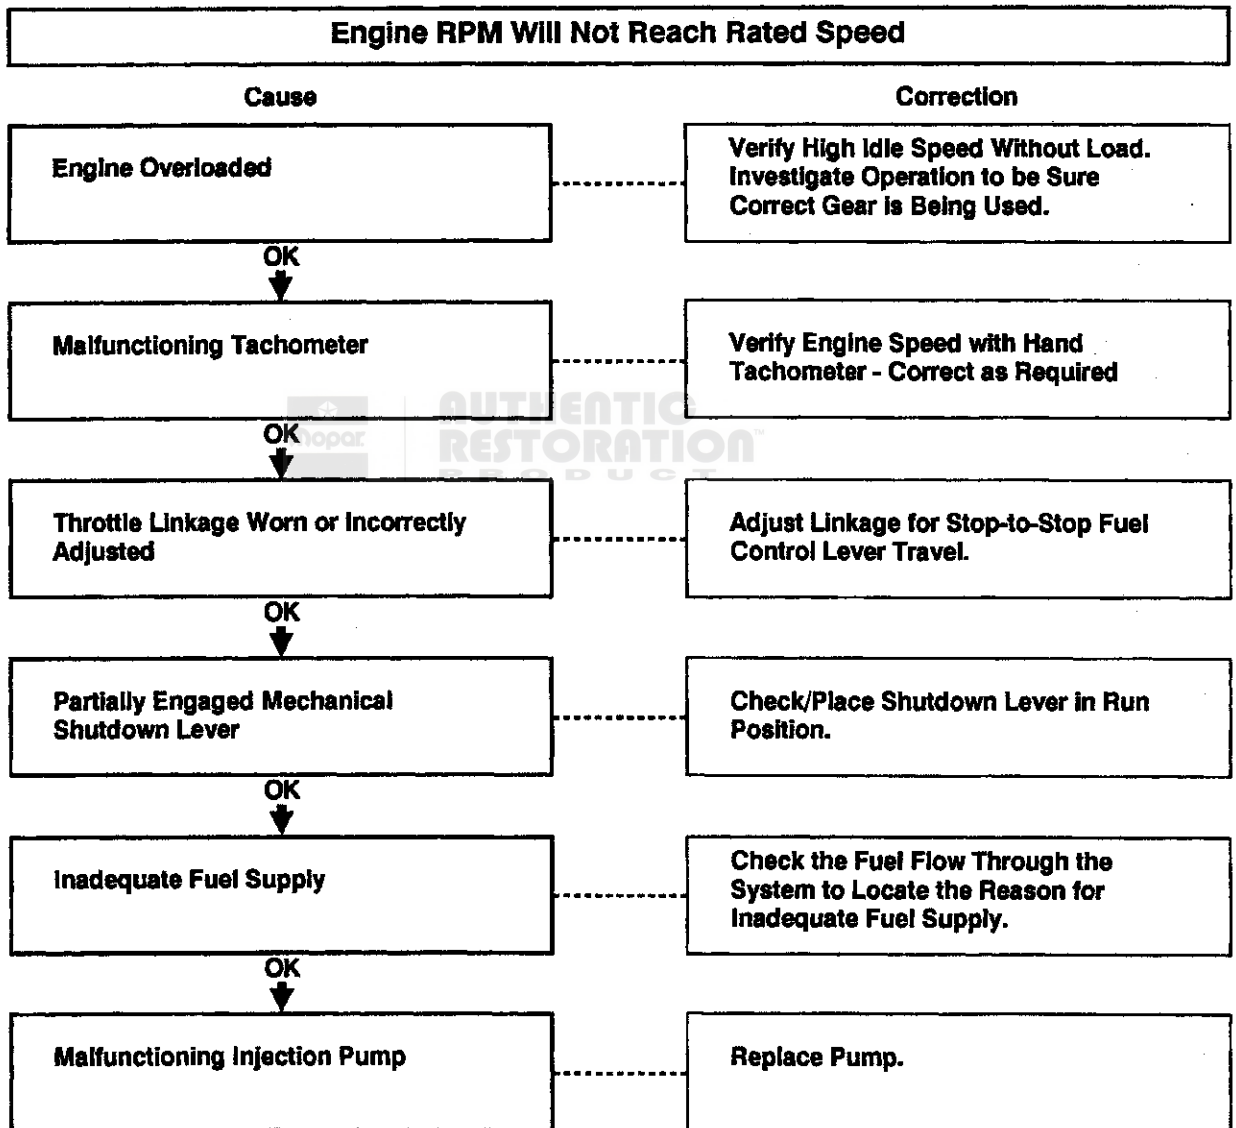 Engine RPM Will Not Reach Rated Speed
Cause
Correction
Engine Overloaded
Verify High Idle Speed Without Load.
Investigate Operation to be Sure
Correct Gear is Being Used.
OK
Malfunctioning Tachometer
Verify Engine Speed with Hand
Tachometer - Correct as Required
mopar
AUTHENTIC
RESTORATION™
PRODUCT
OK
Throttle Linkage Worn or Incorrectly
Adjusted
Adjust Linkage for Stop-to-Stop Fuel
Control Lever Travel.
OK
Partially Engaged Mechanical
Shutdown Lever
Check/Place Shutdown Lever in Run
Position.
OK
Inadequate Fuel Supply
Check the Fuel Flow Through the
System to Locate the Reason for
Inadequate Fuel Supply.
OK
Malfunctioning Injection Pump
Replace Pump.